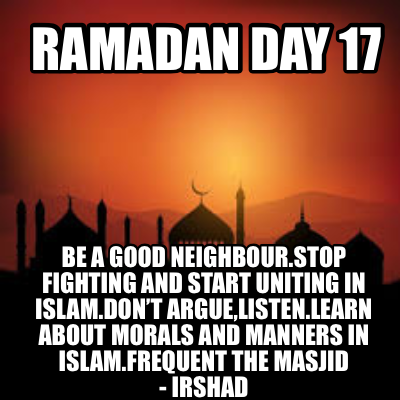 RAMADAN DAY 17
BE A GOOD NEIGHBOUR.STOP
FIGHTING AND START UNITING IN
ISLAM.DON'T ARGUE,LISTEN.LEARN
ABOUT MORALS AND MANNERS IN
ISLAM.FREQUENT THE MASJID
- IRSHAD